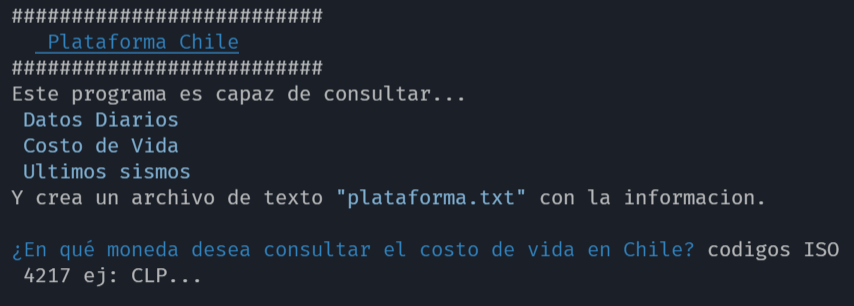 ##########################
Plataforma Chile
##########################
Este programa es capaz de consultar...
Datos Diarios
Costo de Vida
Ultimos sismos
Y crea un archivo de texto "plataforma.txt" con la informacion.
¿En qué moneda desea consultar el costo de vida en Chile? codigos ISO
4217 ej: CLP...